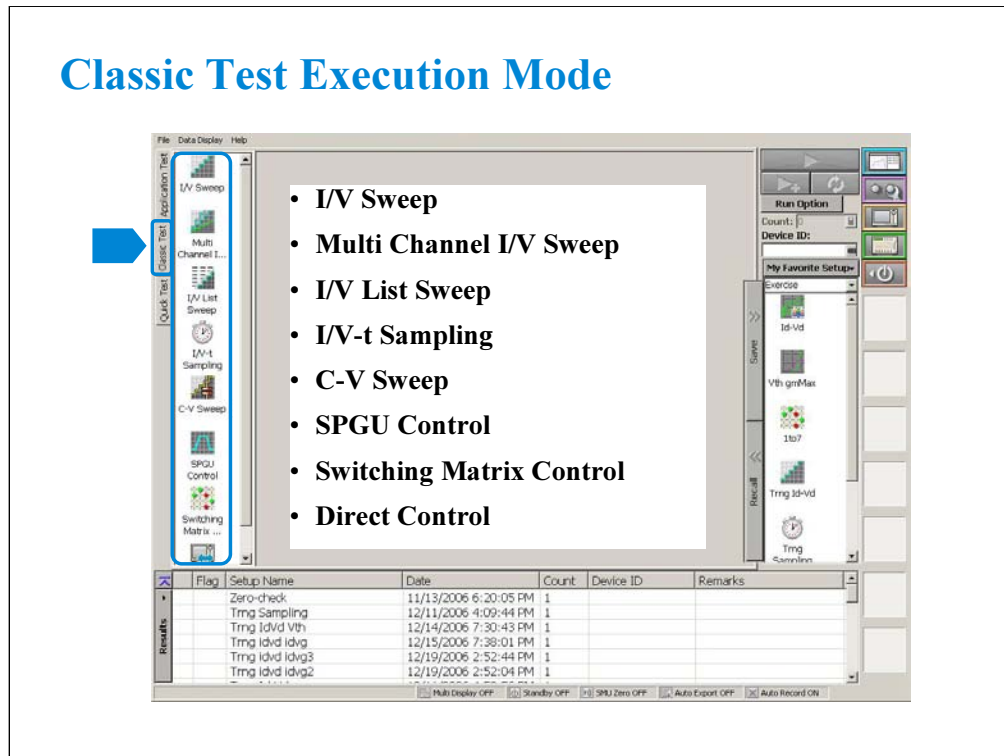 Classic Test Execution Mode
File Data Display Help
Application Test
Classic Test
Quick Test
I/V Sweep
Multi
Channel I...
I/V List
Sweep
I/V-t
Sampling
C-V Sweep
SPGU
Control
Switching
Matrix ...
• I/V Sweep
• Multi Channel I/V Sweep
• I/V List Sweep
• I/V-t Sampling
• C-V Sweep
• SPGU Control
• Switching Matrix Control
• Direct Control
Save
Recall
Run Option
Count: 0
Device ID:
My Favorite Setup
Exercise
Id-Vd
Vth gmMax
1to7
Trng Id-Vd
Trng
Sampling
Results
Flag Setup Name Date Count Device ID Remarks
Zero-check 11/13/2006 6:20:05 PM 1
Trng Sampling 12/11/2006 4:09:44 PM 1
Trng IdVd Vth 12/14/2006 7:30:43 PM 1
Trng idvd idvg 12/15/2006 7:38:01 PM 1
Trng idvd idvg3 12/19/2006 2:52:44 PM 1
Trng idvd idvg2 12/19/2006 2:52:04 PM 1
Multi Display OFF Standby OFF SMU Zero OFF Auto Export OFF Auto Record ON